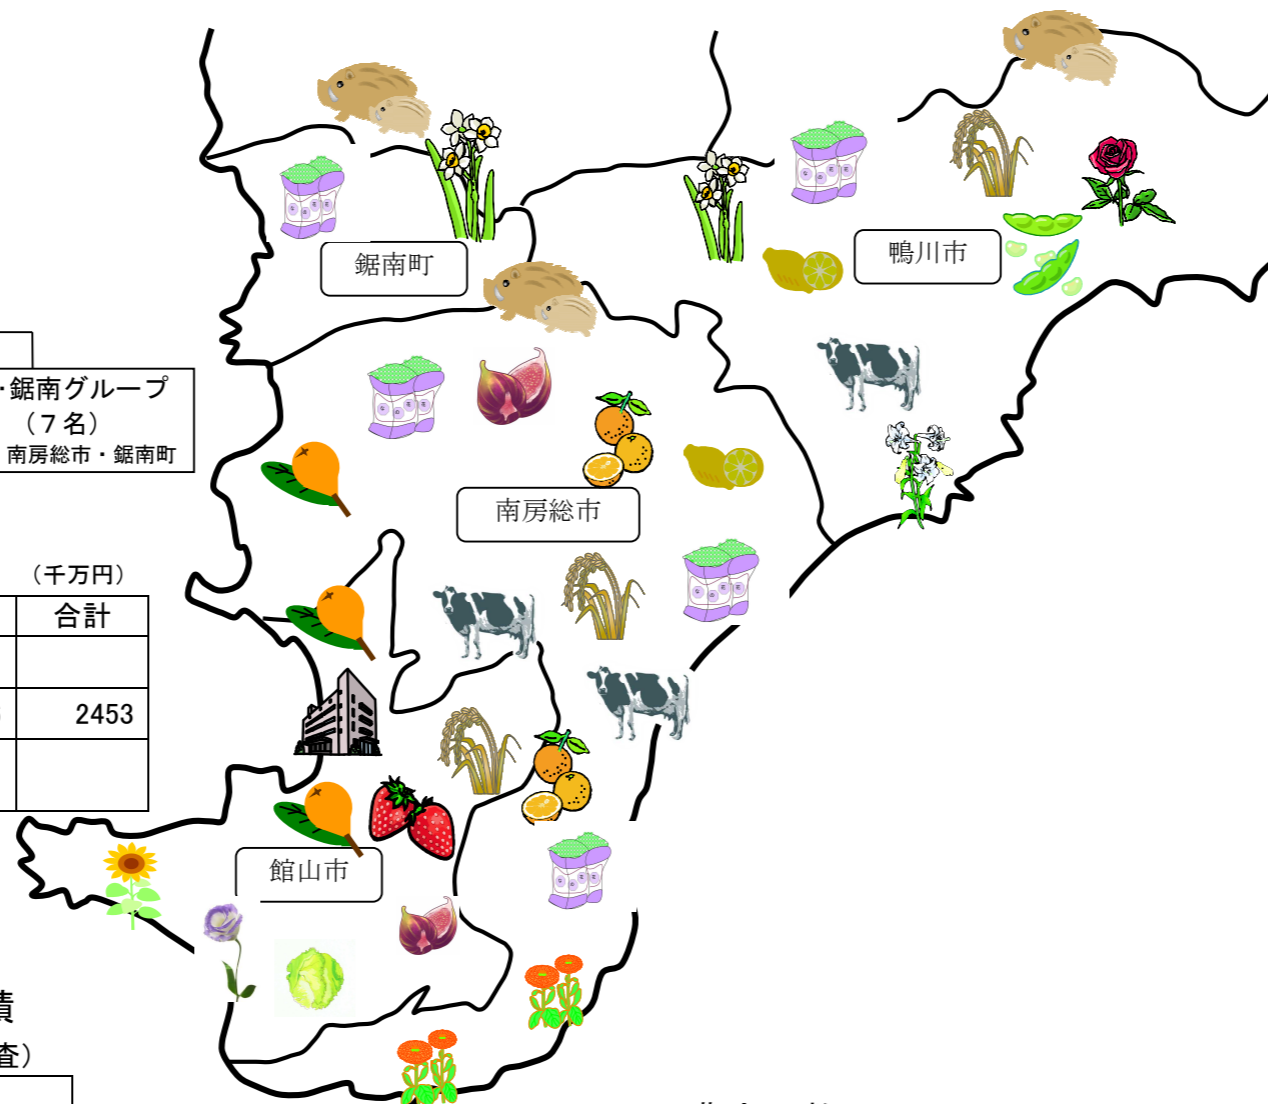 鋸南町
鴨川市
・鋸南グループ
（７名）
南房総市・鋸南町
南房総市
（千万円）
合計
2453
館山市
積
査）